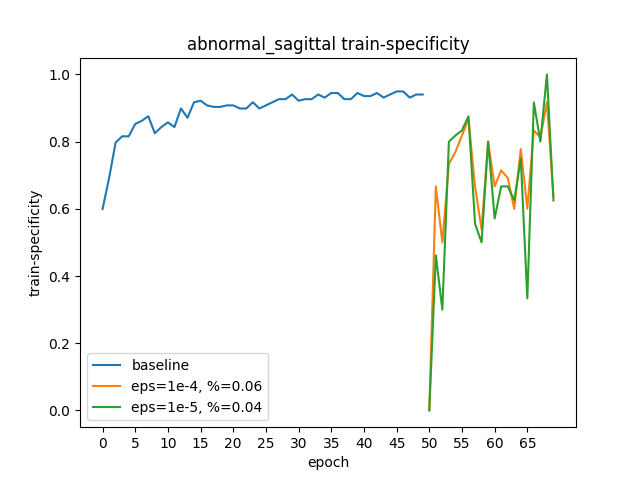 abnormal_sagittal train-specificity
train-specificity
1.0
0.8
0.6
0.4
0.2
0.0
baseline
eps=1e-4, %=0.06
eps=1e-5, %=0.04
0 5 10 15 20 25 30 35 40 45 50 55 60 65
epoch